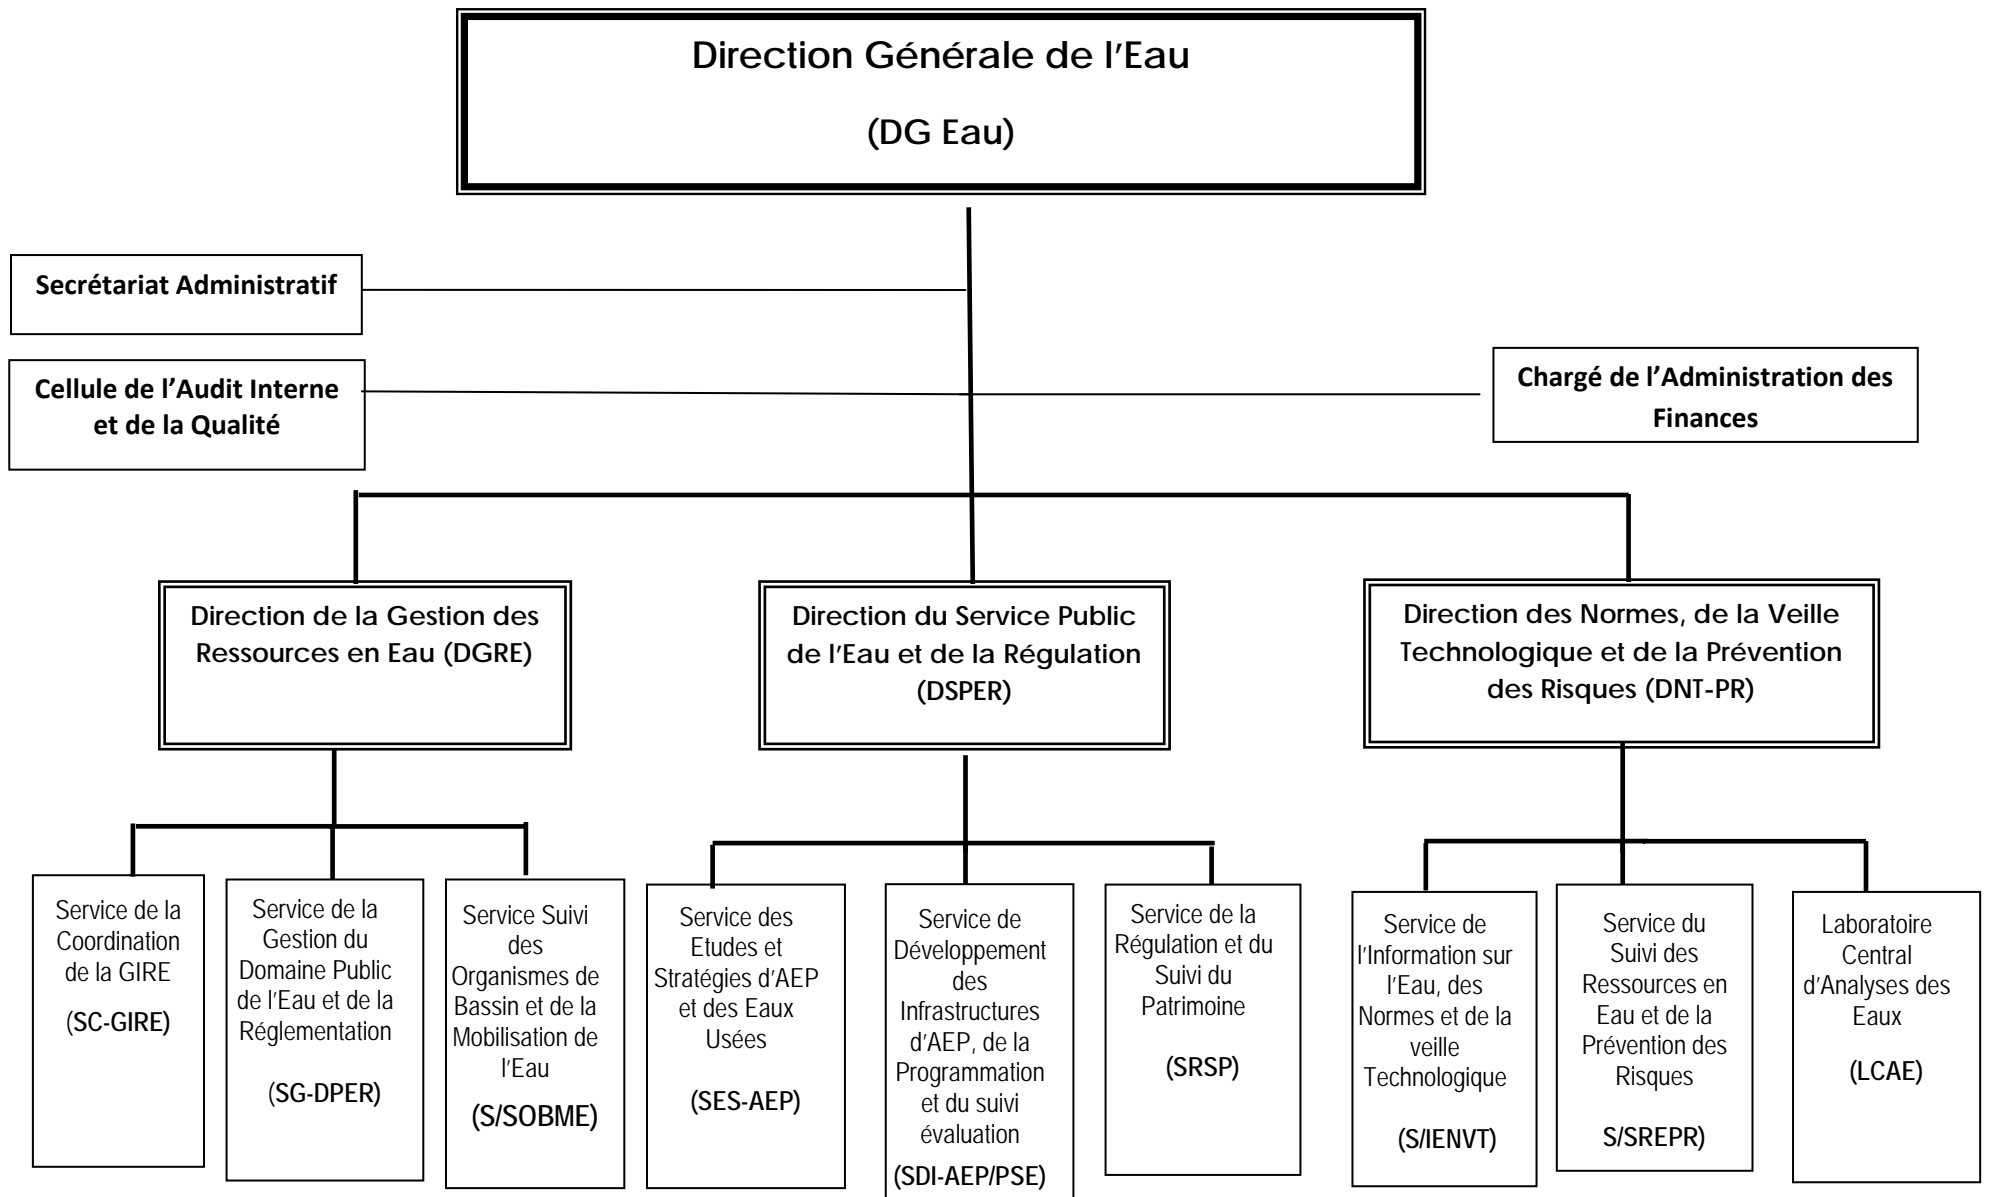 Direction Générale de l'Eau
(DG Eau)
Secrétariat Administratif
Cellule de l'Audit Interne
et de la Qualité
Chargé de l'Administration des
Finances
Direction de la Gestion des
Ressources en Eau (DGRE)
Direction du Service Public
de l'Eau et de la Régulation
(DSPER)
Direction des Normes, de la Veille
Technologique et de la Prévention
des Risques (DNT-PR)
Service de la
Coordination
de la GIRE
(SC-GIRE)
Service de la
Gestion du
Domaine Public
de l'Eau et de la
Réglementation
(SG-DPER)
Service Suivi
des
Organismes de
Bassin et de la
Mobilisation de
l'Eau
(S/SOBME)
Service des
Etudes et
Stratégies d'AEP
et des Eaux
Usées
(SES-AEP)
Service de
Développement
des
Infrastructures
d'AEP, de la
Programmation
et du suivi
évaluation
(SDI-AEP/PSE)
Service de la
Régulation et du
Suivi du
Patrimoine
(SRSP)
Service de
l'Information sur
l'Eau, des
Normes et de la
veille
Technologique
(S/IENVT)
Service du
Suivi des
Ressources en
Eau et de la
Prévention des
Risques
S/SREPR)
Laboratoire
Central
d'Analyses des
Eaux
(LCAE)